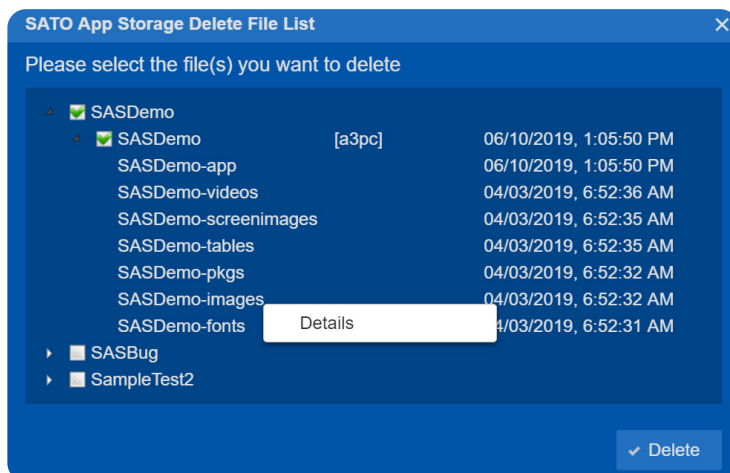 SATO App Storage Delete File List
Please select the file(s) you want to delete
SASDemo
SASDemo [a3pc] 06/10/2019, 1:05:50 PM
SASDemo-app 06/10/2019, 1:05:50 PM
SASDemo-videos 04/03/2019, 6:52:36 AM
SASDemo-screenimages 04/03/2019, 6:52:35 AM
SASDemo-tables 04/03/2019, 6:52:35 AM
SASDemo-pkgs 04/03/2019, 6:52:32 AM
SASDemo-images 04/03/2019, 6:52:32 AM
Details
SASDemo-fonts 4/03/2019, 6:52:31 AM
SASBug
SampleTest2
Delete